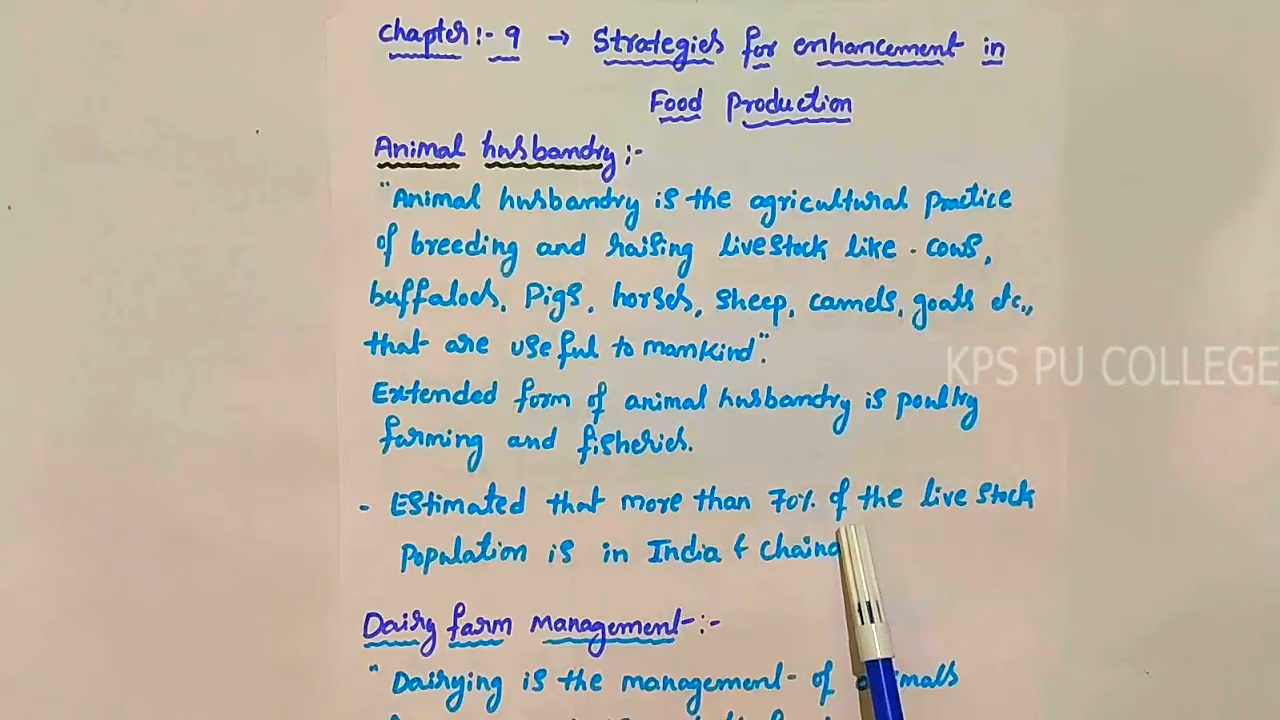 Chapter:- 9 → Strategies for enhancement in
Food Production
Animal husbandry:-
"Animal husbandry is the agricultural practice
of breeding and raising livestock like - cows,
buffaloes, Pigs, horses, sheep, camels, goats etc.,
that are useful to mankind".
Extended form of animal husbandry is poultry
farming and fisheries.
- Estimated that more than 70% of the live stock
population is in India & China
Dairy farm management-:-
"Dairying is the management- of animals
KPS PU COLLEGE